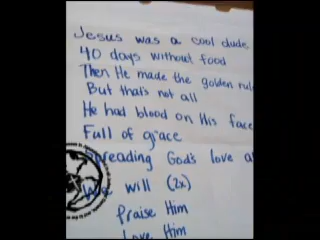 Jesus was a cool dude
40 days without food
Then He made the golden rul
But that's not all
He had blood on His face
Full of grace
Spreading God's love a
We will (2x)
Praise Him
Love Him